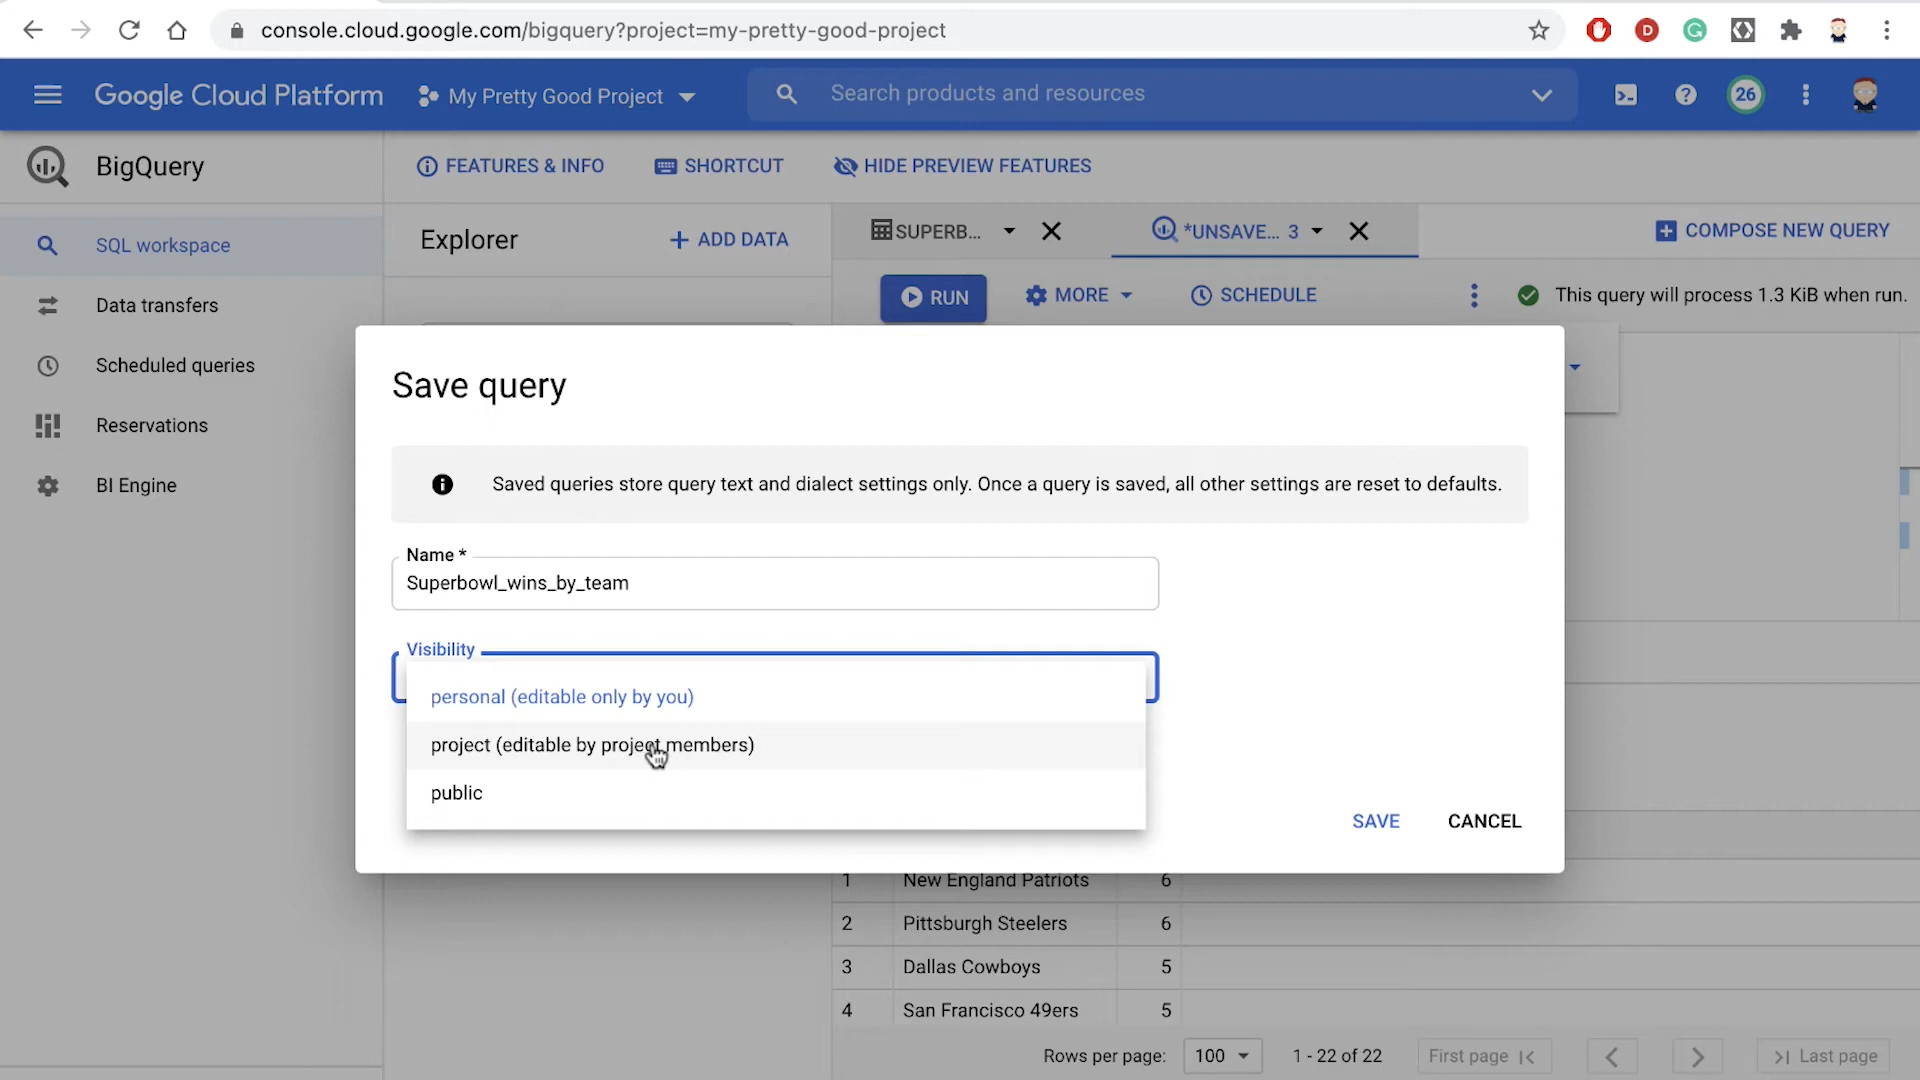 console.cloud.google.com/bigquery?project=my-pretty-good-project
D
G
Google Cloud Platform
My Pretty Good Project
Search products and resources
26
BigQuery
FEATURES & INFO
SHORTCUT
HIDE PREVIEW FEATURES
SQL workspace
Data transfers
Scheduled queries
Reservations
BI Engine
Explorer
+ ADD DATA
SUPERB...
*UNSAVE... 3
COMPOSE NEW QUERY
RUN
MORE
SCHEDULE
This query will process 1.3 KiB when run.
Save query
Saved queries store query text and dialect settings only. Once a query is saved, all other settings are reset to defaults.
Name *
Superbowl_wins_by_team
Visibility
personal (editable only by you)
project (editable by project members)
public
SAVE
CANCEL
1 New England Patriots 6
2 Pittsburgh Steelers 6
3 Dallas Cowboys 5
4 San Francisco 49ers 5
Rows per page: 100 1 - 22 of 22 First page Last page